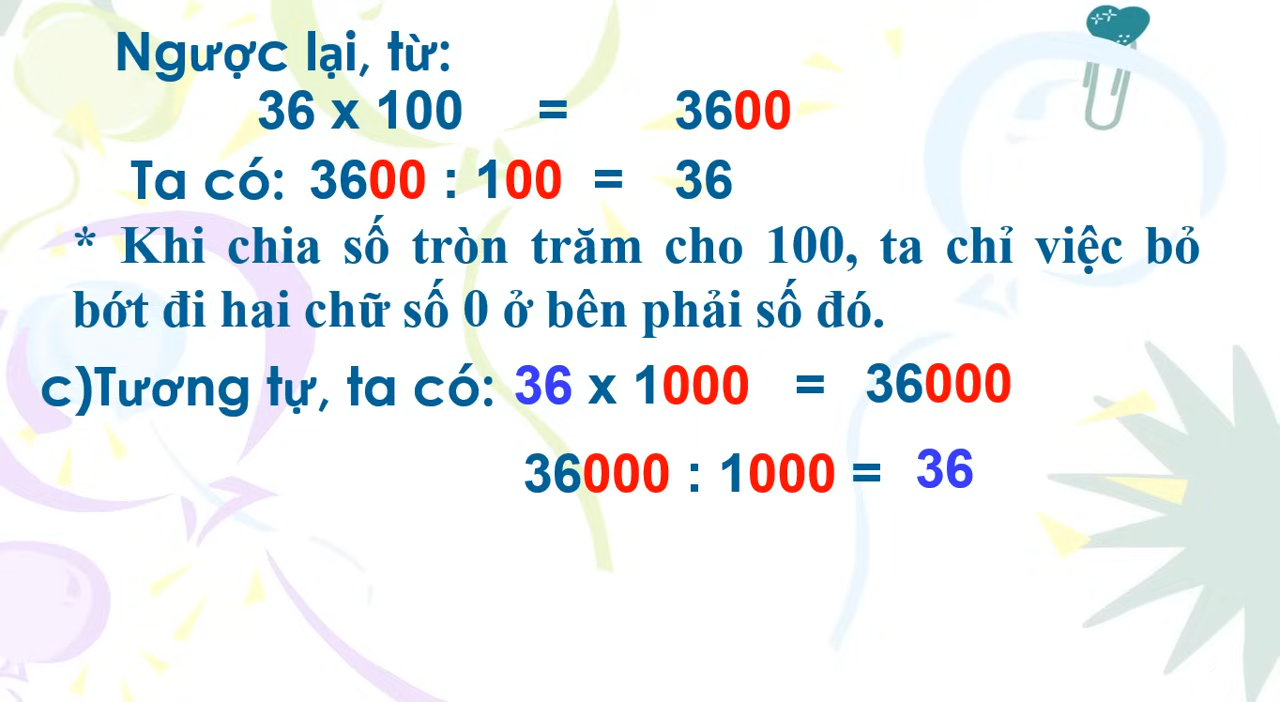 Ngược lại, từ:
36 x 100 = 3600
Ta có: 3600 : 100 = 36
* Khi chia số tròn trăm cho 100, ta chỉ việc bỏ
bớt đi hai chữ số 0 ở bên phải số đó.
c)Tương tự, ta có: 36 x 1000 = 36000
36000 : 1000 = 36